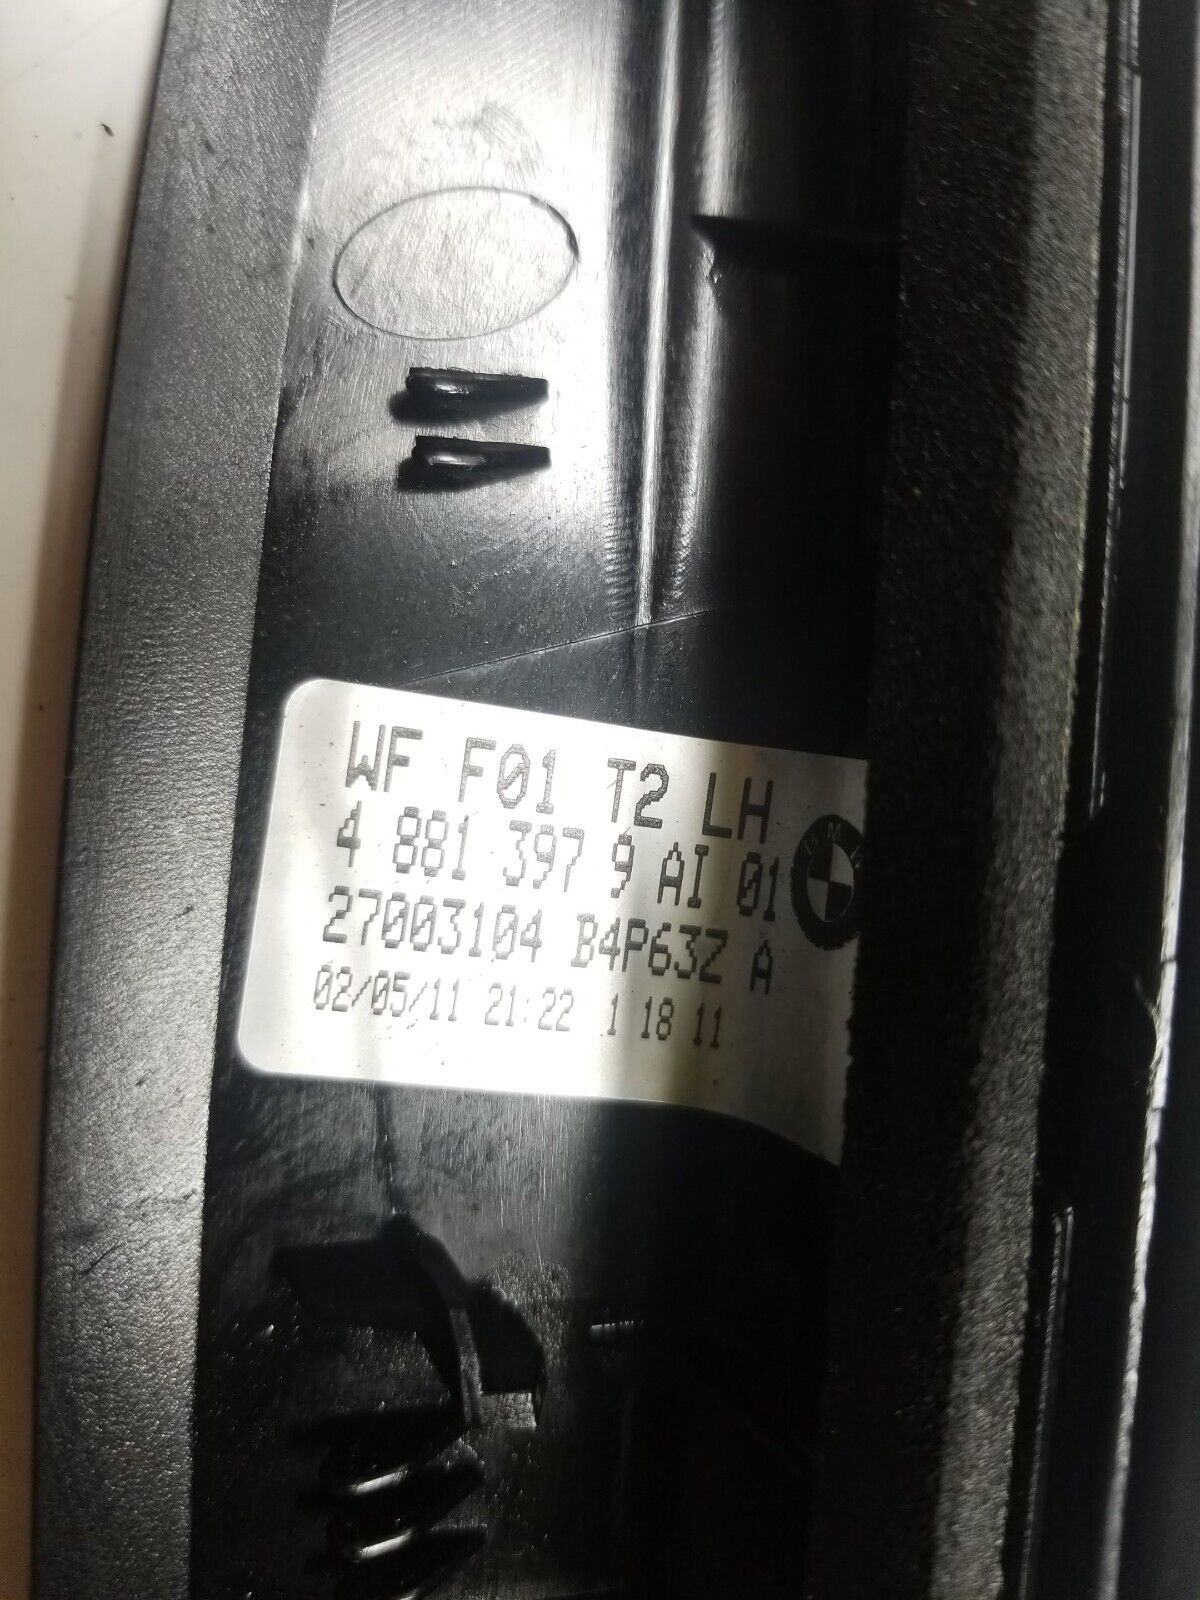 WF F01 T2 LH
4 881 397 9 AI 01
27003104 B4P63Z A
02/05/11 21:22 1 18 11
BMW